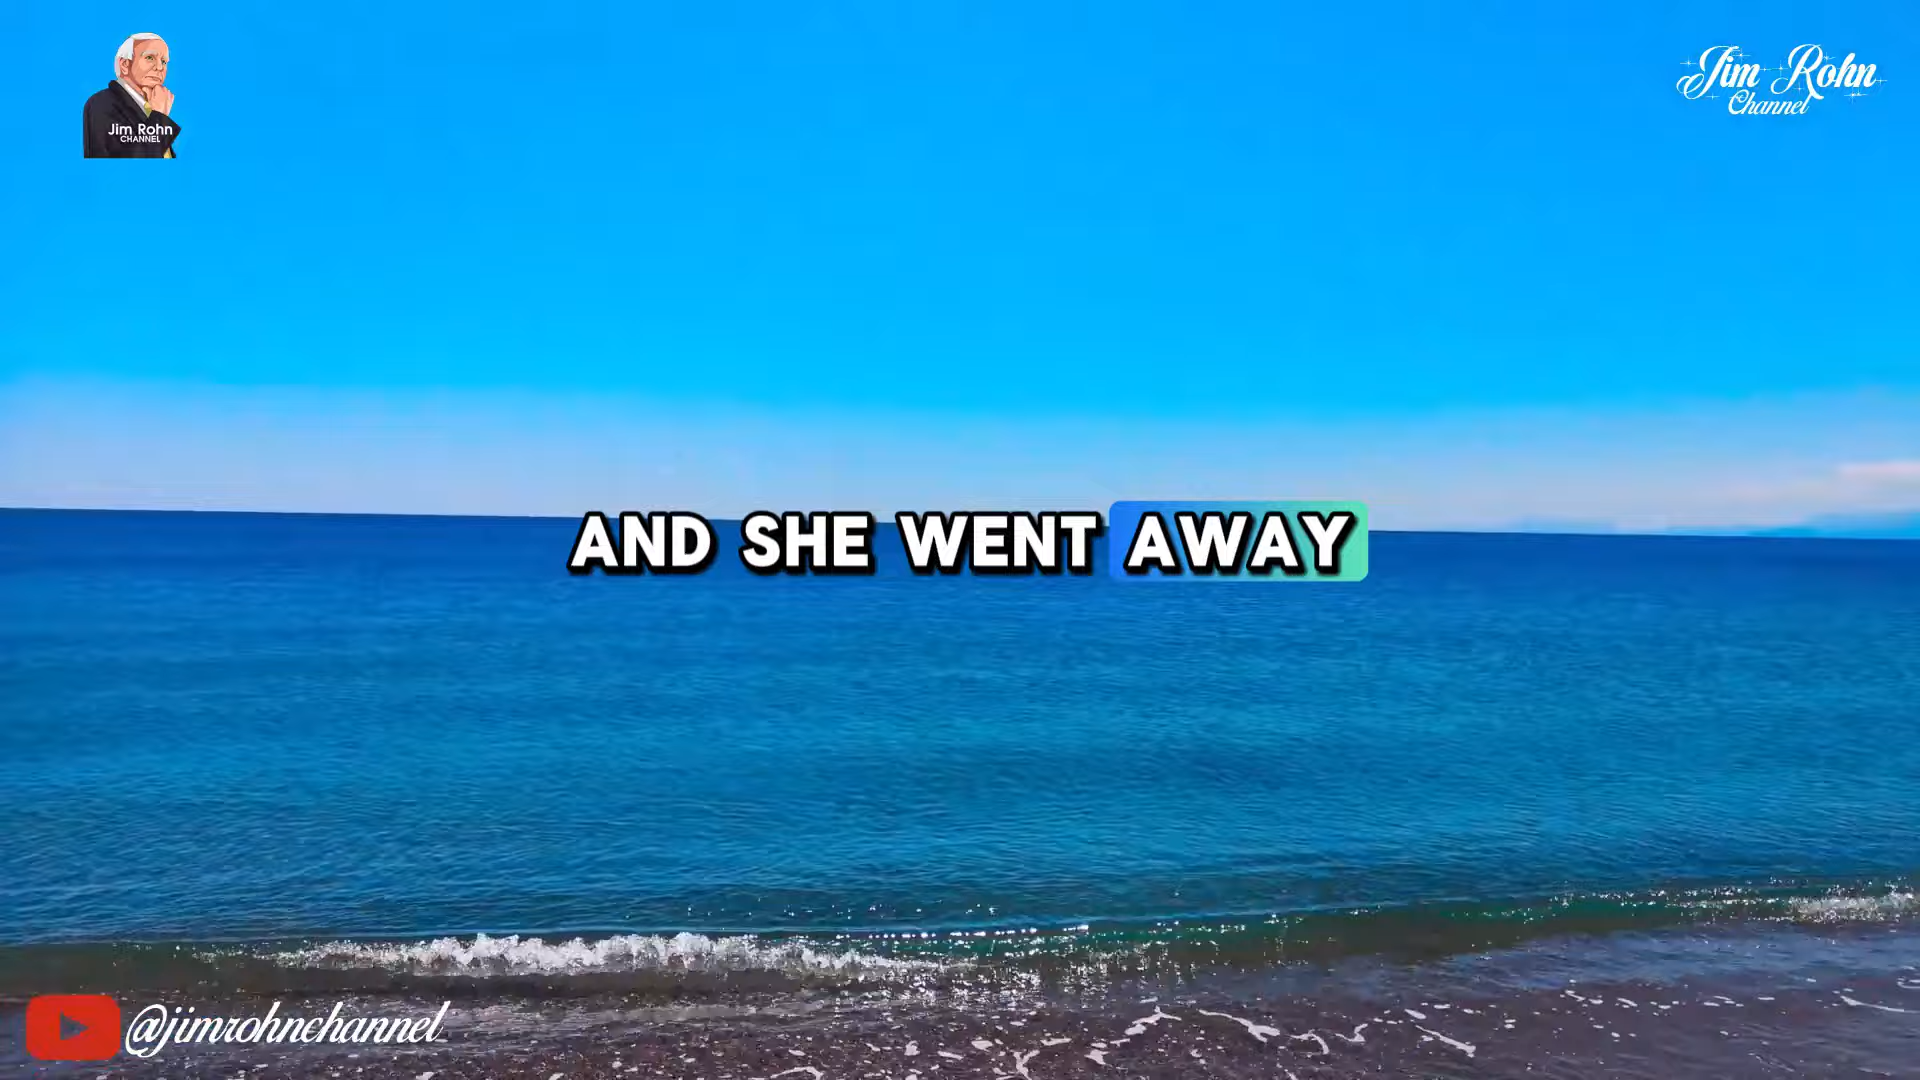 Jim Rohn
CHANNEL
Jim Rohn
Channel
AND SHE WENT AWAY
@jimrohnchannel